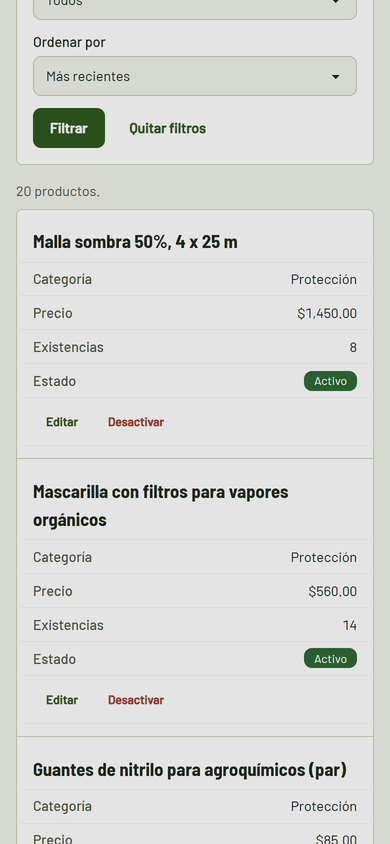 Todos
Ordenar por
Más recientes
Filtrar
Quitar filtros
20 productos.
Malla sombra 50%, 4 x 25 m
Categoría Protección
Precio $1,450.00
Existencias 8
Estado Activo
Editar Desactivar
Mascarilla con filtros para vapores
orgánicos
Categoría Protección
Precio $560.00
Existencias 14
Estado Activo
Editar Desactivar
Guantes de nitrilo para agroquímicos (par)
Categoría Protección
Precio $85.00